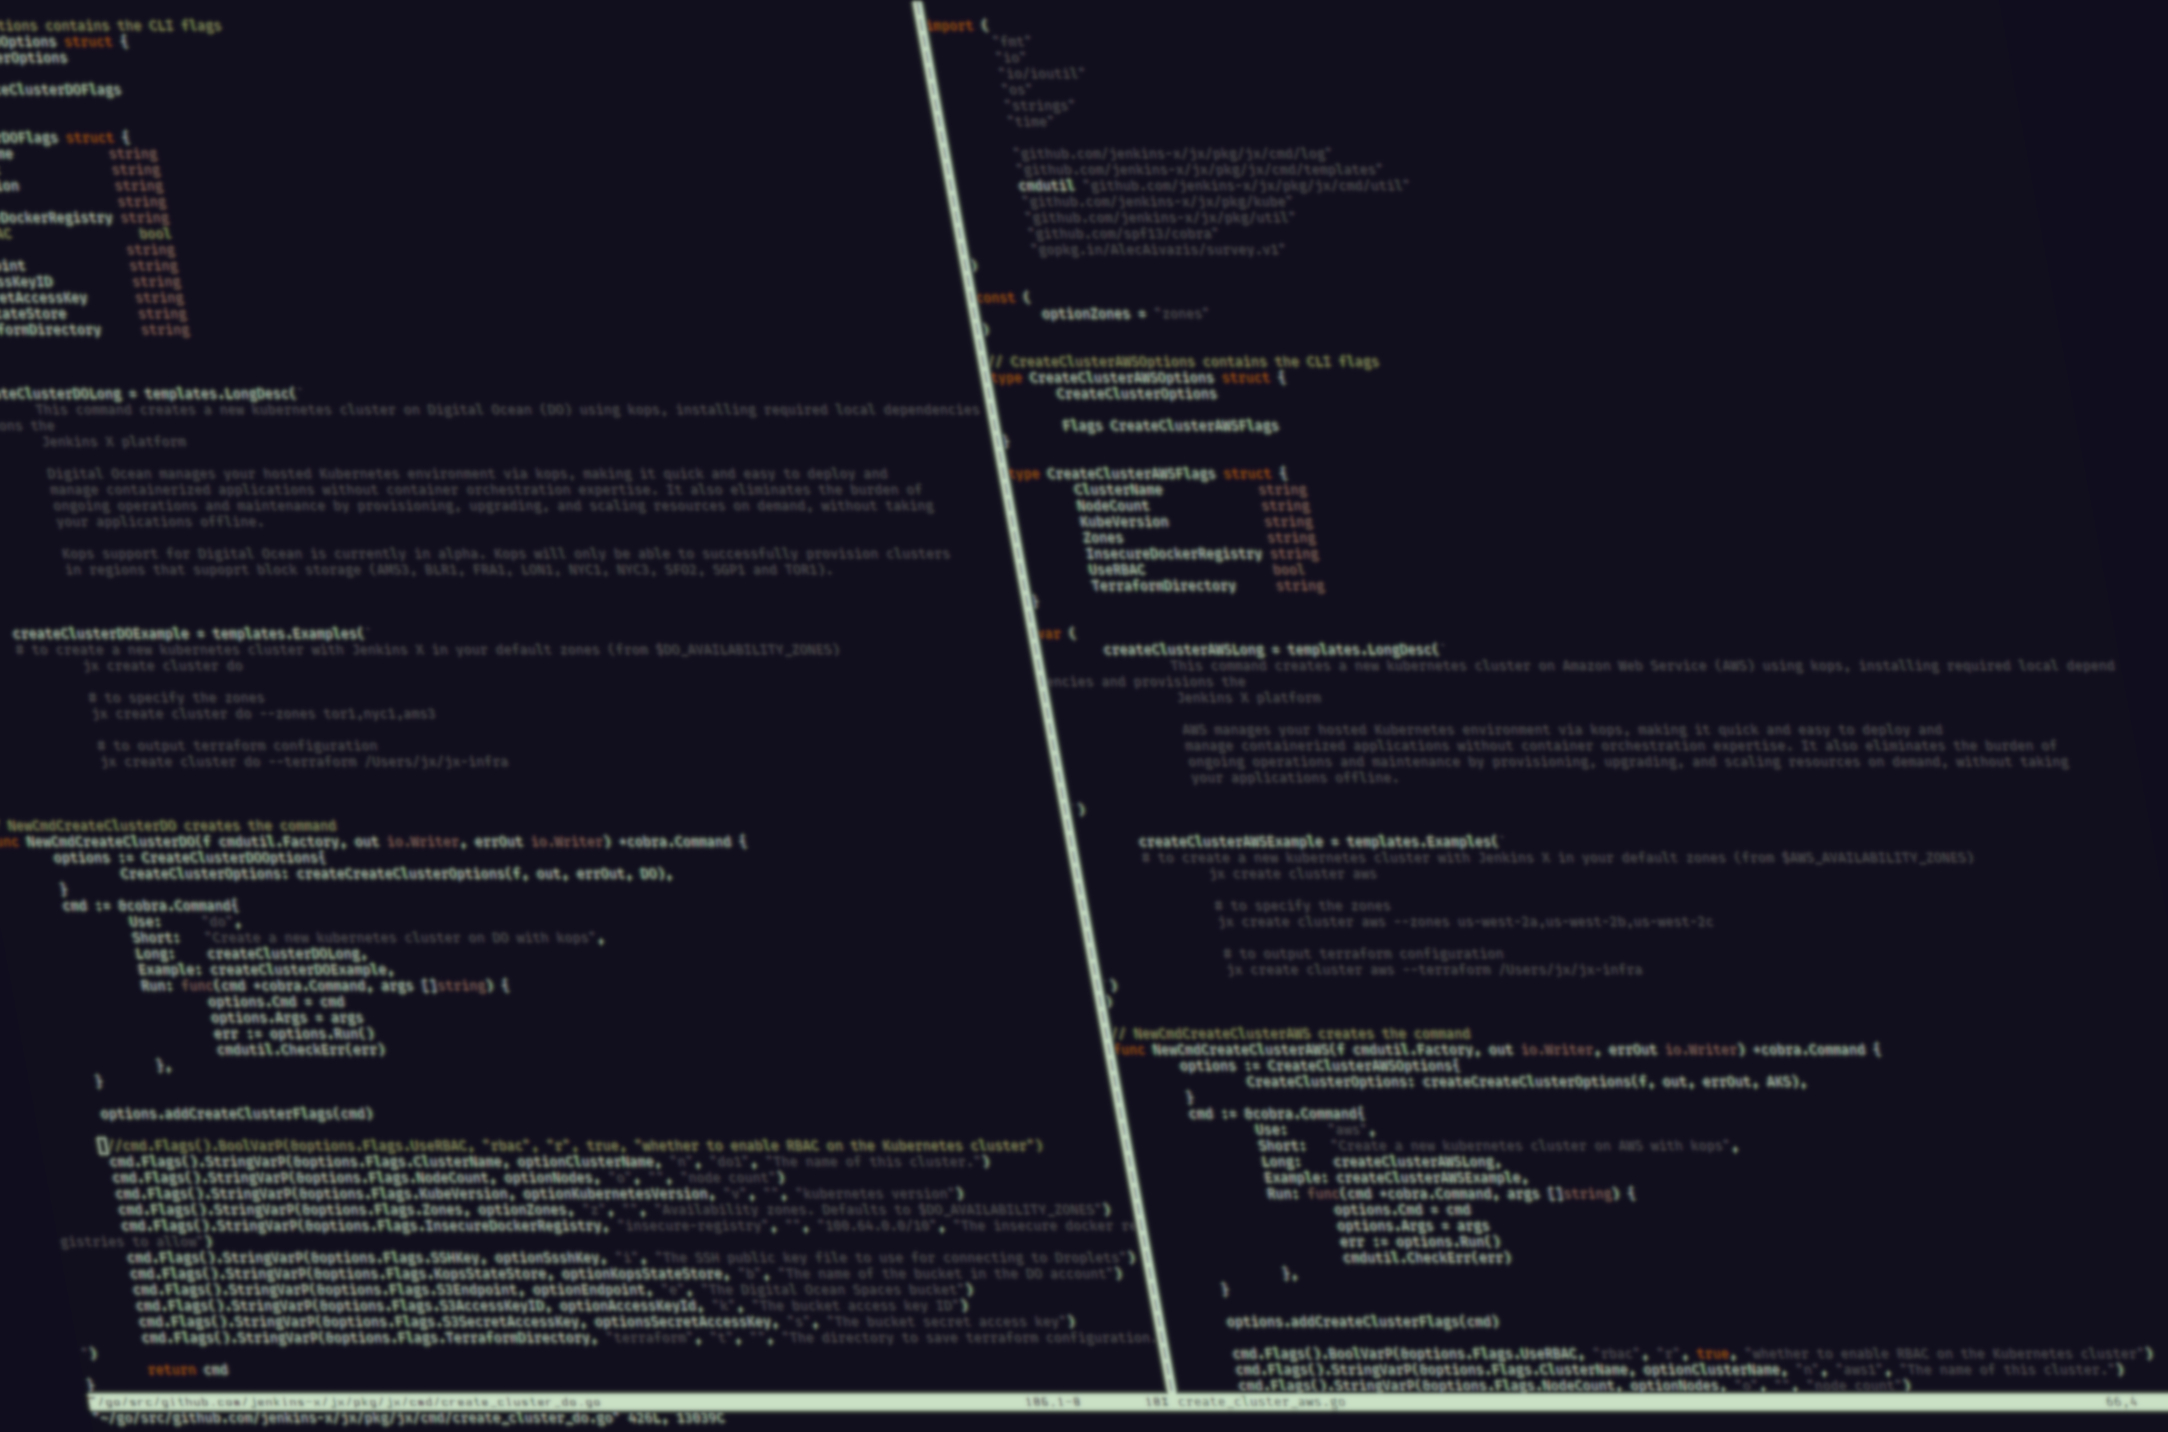 tions contains the CLI flags
Options struct {
erOptions
eClusterDOFlags
DOFlags struct {
me string
string
ion string
string
DockerRegistry string
AC bool
string
oint string
ssKeyID string
etAccessKey string
tateStore string
formDirectory string
teClusterDOLong = templates.LongDesc(`
This command creates a new kubernetes cluster on Digital Ocean (DO) using kops, installing required local dependencies
ons the
Jenkins X platform
Digital Ocean manages your hosted Kubernetes environment via kops, making it quick and easy to deploy and
manage containerized applications without container orchestration expertise. It also eliminates the burden of
ongoing operations and maintenance by provisioning, upgrading, and scaling resources on demand, without taking
your applications offline.
Kops support for Digital Ocean is currently in alpha. Kops will only be able to successfully provision clusters
in regions that supoprt block storage (AMS3, BLR1, FRA1, LON1, NYC1, NYC3, SFO2, SGP1 and TOR1).
createClusterDOExample = templates.Examples(`
# to create a new kubernetes cluster with Jenkins X in your default zones (from $DO_AVAILABILITY_ZONES)
jx create cluster do
# to specify the zones
jx create cluster do --zones tor1,nyc1,ams3
# to output terraform configuration
jx create cluster do --terraform /Users/jx/jx-infra
NewCmdCreateClusterDO creates the command
unc NewCmdCreateClusterDO(f cmdutil.Factory, out io.Writer, errOut io.Writer) *cobra.Command {
options := CreateClusterDOOptions{
CreateClusterOptions: createCreateClusterOptions(f, out, errOut, DO),
}
cmd := &cobra.Command{
Use: "do",
Short: "Create a new kubernetes cluster on DO with kops",
Long: createClusterDOLong,
Example: createClusterDOExample,
Run: func(cmd *cobra.Command, args []string) {
options.Cmd = cmd
options.Args = args
err := options.Run()
cmdutil.CheckErr(err)
},
}
options.addCreateClusterFlags(cmd)
//cmd.Flags().BoolVarP(&options.Flags.UseRBAC, "rbac", "r", true, "whether to enable RBAC on the Kubernetes cluster")
cmd.Flags().StringVarP(&options.Flags.ClusterName, optionClusterName, "n", "do1", "The name of this cluster.")
cmd.Flags().StringVarP(&options.Flags.NodeCount, optionNodes, "o", "", "node count")
cmd.Flags().StringVarP(&options.Flags.KubeVersion, optionKubernetesVersion, "v", "", "kubernetes version")
cmd.Flags().StringVarP(&options.Flags.Zones, optionZones, "z", "", "Availability zones. Defaults to $DO_AVAILABILITY_ZONES")
cmd.Flags().StringVarP(&options.Flags.InsecureDockerRegistry, "insecure-registry", "", "100.64.0.0/10", "The insecure docker re
gistries to allow")
cmd.Flags().StringVarP(&options.Flags.SSHKey, optionSsshKey, "i", "The SSH public key file to use for connecting to Droplets")
cmd.Flags().StringVarP(&options.Flags.KopsStateStore, optionKopsStateStore, "b", "The name of the bucket in the DO account")
cmd.Flags().StringVarP(&options.Flags.S3Endpoint, optionEndpoint, "e", "The Digital Ocean Spaces bucket")
cmd.Flags().StringVarP(&options.Flags.S3AccessKeyID, optionAccessKeyId, "k", "The bucket access key ID")
cmd.Flags().StringVarP(&options.Flags.S3SecretAccessKey, optionsSecretAccessKey, "s", "The bucket secret access key")
cmd.Flags().StringVarP(&options.Flags.TerraformDirectory, "terraform", "t", "", "The directory to save terraform configuration.
")
return cmd
}
~/go/src/github.com/jenkins-x/jx/pkg/jx/cmd/create_cluster_do.go 186,1-8 181
"~/go/src/github.com/jenkins-x/jx/pkg/jx/cmd/create_cluster_do.go" 426L, 13039C
import (
"fmt"
"io"
"io/ioutil"
"os"
"strings"
"time"
"github.com/jenkins-x/jx/pkg/jx/cmd/log"
"github.com/jenkins-x/jx/pkg/jx/cmd/templates"
cmdutil "github.com/jenkins-x/jx/pkg/jx/cmd/util"
"github.com/jenkins-x/jx/pkg/kube"
"github.com/jenkins-x/jx/pkg/util"
"github.com/spf13/cobra"
"gopkg.in/AlecAivazis/survey.v1"
)
const (
optionZones = "zones"
)
// CreateClusterAWSOptions contains the CLI flags
type CreateClusterAWSOptions struct {
CreateClusterOptions
Flags CreateClusterAWSFlags
}
type CreateClusterAWSFlags struct {
ClusterName string
NodeCount string
KubeVersion string
Zones string
InsecureDockerRegistry string
UseRBAC bool
TerraformDirectory string
}
var (
createClusterAWSLong = templates.LongDesc(`
This command creates a new kubernetes cluster on Amazon Web Service (AWS) using kops, installing required local depend
encies and provisions the
Jenkins X platform
AWS manages your hosted Kubernetes environment via kops, making it quick and easy to deploy and
manage containerized applications without container orchestration expertise. It also eliminates the burden of
ongoing operations and maintenance by provisioning, upgrading, and scaling resources on demand, without taking
your applications offline.
)
createClusterAWSExample = templates.Examples(`
# to create a new kubernetes cluster with Jenkins X in your default zones (from $AWS_AVAILABILITY_ZONES)
jx create cluster aws
# to specify the zones
jx create cluster aws --zones us-west-2a,us-west-2b,us-west-2c
# to output terraform configuration
jx create cluster aws --terraform /Users/jx/jx-infra
)
)
// NewCmdCreateClusterAWS creates the command
func NewCmdCreateClusterAWS(f cmdutil.Factory, out io.Writer, errOut io.Writer) *cobra.Command {
options := CreateClusterAWSOptions{
CreateClusterOptions: createCreateClusterOptions(f, out, errOut, AKS),
}
cmd := &cobra.Command{
Use: "aws",
Short: "Create a new kubernetes cluster on AWS with kops",
Long: createClusterAWSLong,
Example: createClusterAWSExample,
Run: func(cmd *cobra.Command, args []string) {
options.Cmd = cmd
options.Args = args
err := options.Run()
cmdutil.CheckErr(err)
},
}
options.addCreateClusterFlags(cmd)
cmd.Flags().BoolVarP(&options.Flags.UseRBAC, "rbac", "r", true, "whether to enable RBAC on the Kubernetes cluster")
cmd.Flags().StringVarP(&options.Flags.ClusterName, optionClusterName, "n", "aws1", "The name of this cluster.")
cmd.Flags().StringVarP(&options.Flags.NodeCount, optionNodes, "o", "", "node count")
create_cluster_aws.go 66,4